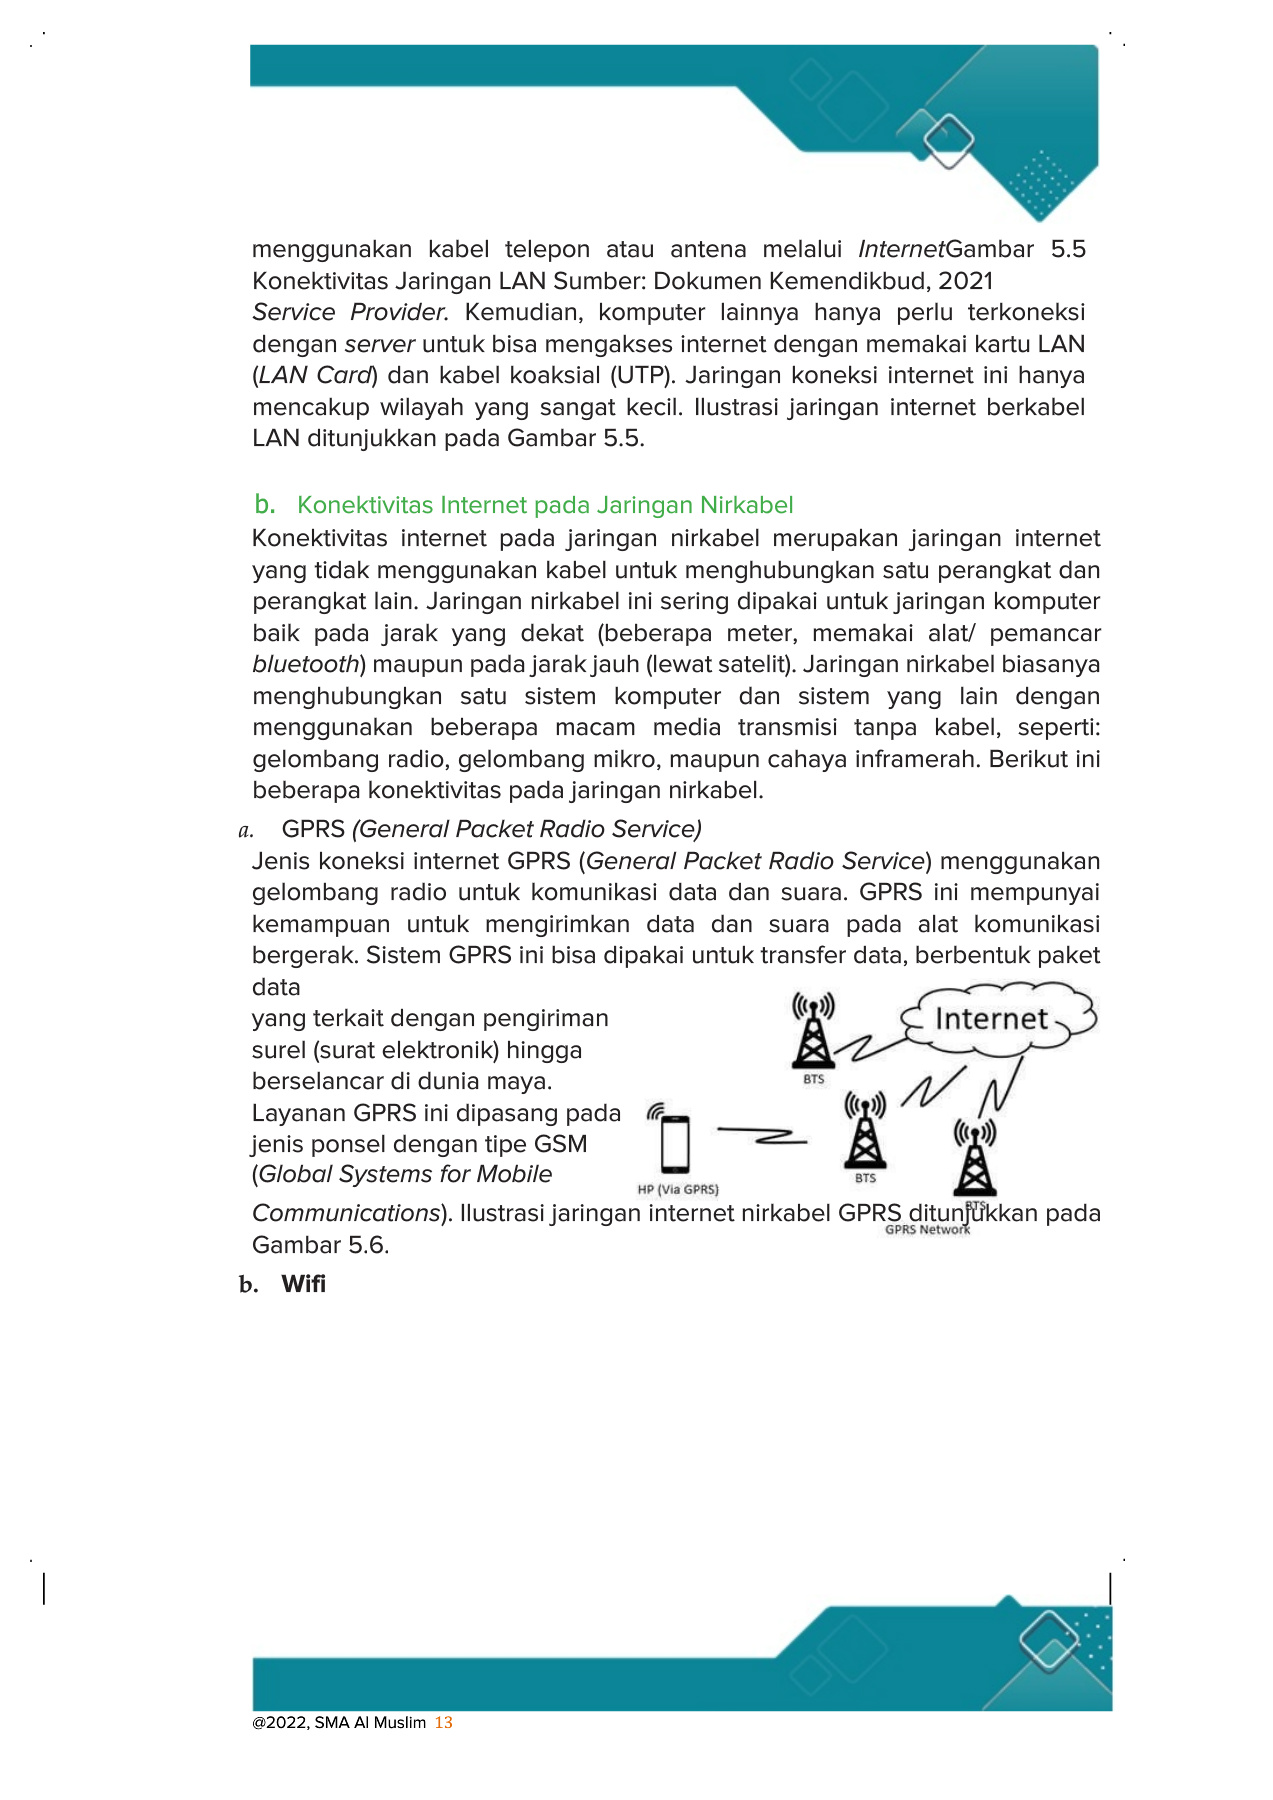 menggunakan kabel telepon atau antena melalui InternetGambar 5.5
Konektivitas Jaringan LAN Sumber: Dokumen Kemendikbud, 2021
Service Provider. Kemudian, komputer lainnya hanya perlu terkoneksi
dengan server untuk bisa mengakses internet dengan memakai kartu LAN
(LAN Card) dan kabel koaksial (UTP). Jaringan koneksi internet ini hanya
mencakup wilayah yang sangat kecil. Ilustrasi jaringan internet berkabel
LAN ditunjukkan pada Gambar 5.5.
b. Konektivitas Internet pada Jaringan Nirkabel
Konektivitas internet pada jaringan nirkabel merupakan jaringan internet
yang tidak menggunakan kabel untuk menghubungkan satu perangkat dan
perangkat lain. Jaringan nirkabel ini sering dipakai untuk jaringan komputer
baik pada jarak yang dekat (beberapa meter, memakai alat/ pemancar
bluetooth) maupun pada jarak jauh (lewat satelit). Jaringan nirkabel biasanya
menghubungkan satu sistem komputer dan sistem yang lain dengan
menggunakan beberapa macam media transmisi tanpa kabel, seperti:
gelombang radio, gelombang mikro, maupun cahaya inframerah. Berikut ini
beberapa konektivitas pada jaringan nirkabel.
a. GPRS (General Packet Radio Service)
Jenis koneksi internet GPRS (General Packet Radio Service) menggunakan
gelombang radio untuk komunikasi data dan suara. GPRS ini mempunyai
kemampuan untuk mengirimkan data dan suara pada alat komunikasi
bergerak. Sistem GPRS ini bisa dipakai untuk transfer data, berbentuk paket
data
yang terkait dengan pengiriman
surel (surat elektronik) hingga
berselancar di dunia maya.
Layanan GPRS ini dipasang pada
jenis ponsel dengan tipe GSM
(Global Systems for Mobile
Internet
BTS
BTS
HP (Via GPRS)
BTS
Communications). Ilustrasi jaringan internet nirkabel GPRS ditunjukkan pada
GPRS Network
Gambar 5.6.
b. Wifi
@2022, SMA Al Muslim 13